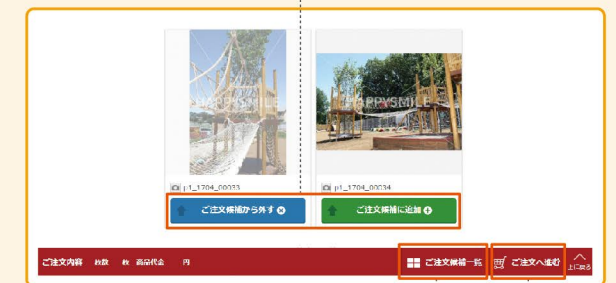 HAPPYSMILE
HAPPYSMILE
p1_1704_00033
p1_1704_00034
ご注文候補から外す
ご注文候補に追加
ご注文内容 枚数 枚 商品代金 円
ご注文候補一覧
ご注文へ進む
上に戻る